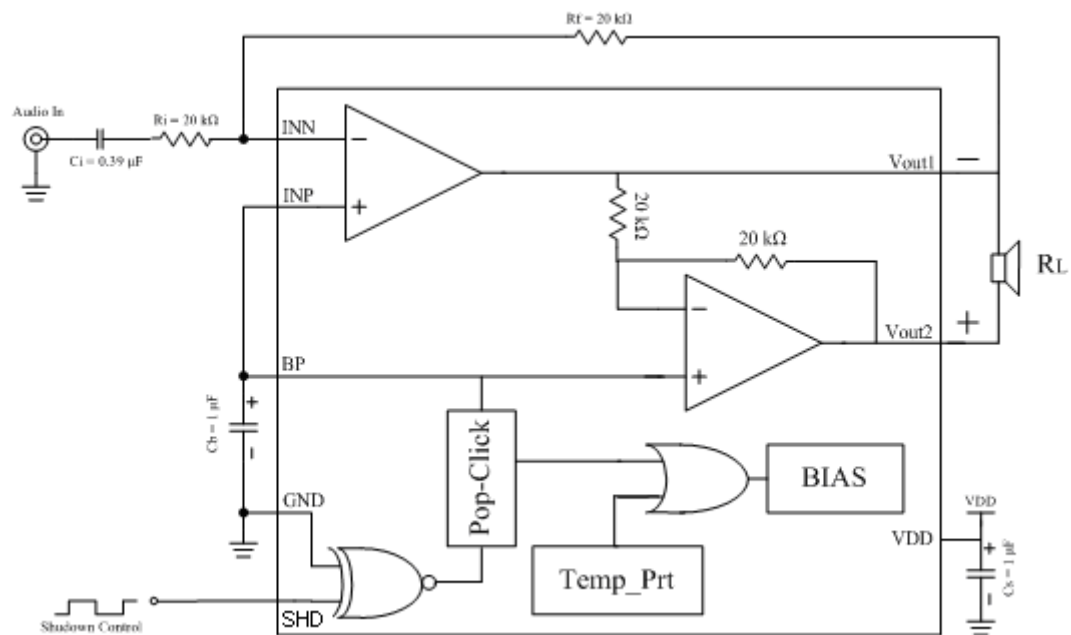 Rf = 20 kΩ
Audio In
Ri = 20 kΩ
Ci = 0.39 μF
INN
−
INP
+
Vout1
−
20 kΩ
20 kΩ
RL
−
Vout2
+
BP
+
+
Cb = 1 μF
−
Pop-Click
BIAS
GND
VDD
VDD
+
Cs = 1 μF
−
Temp_Prt
SHD
Shudown Control